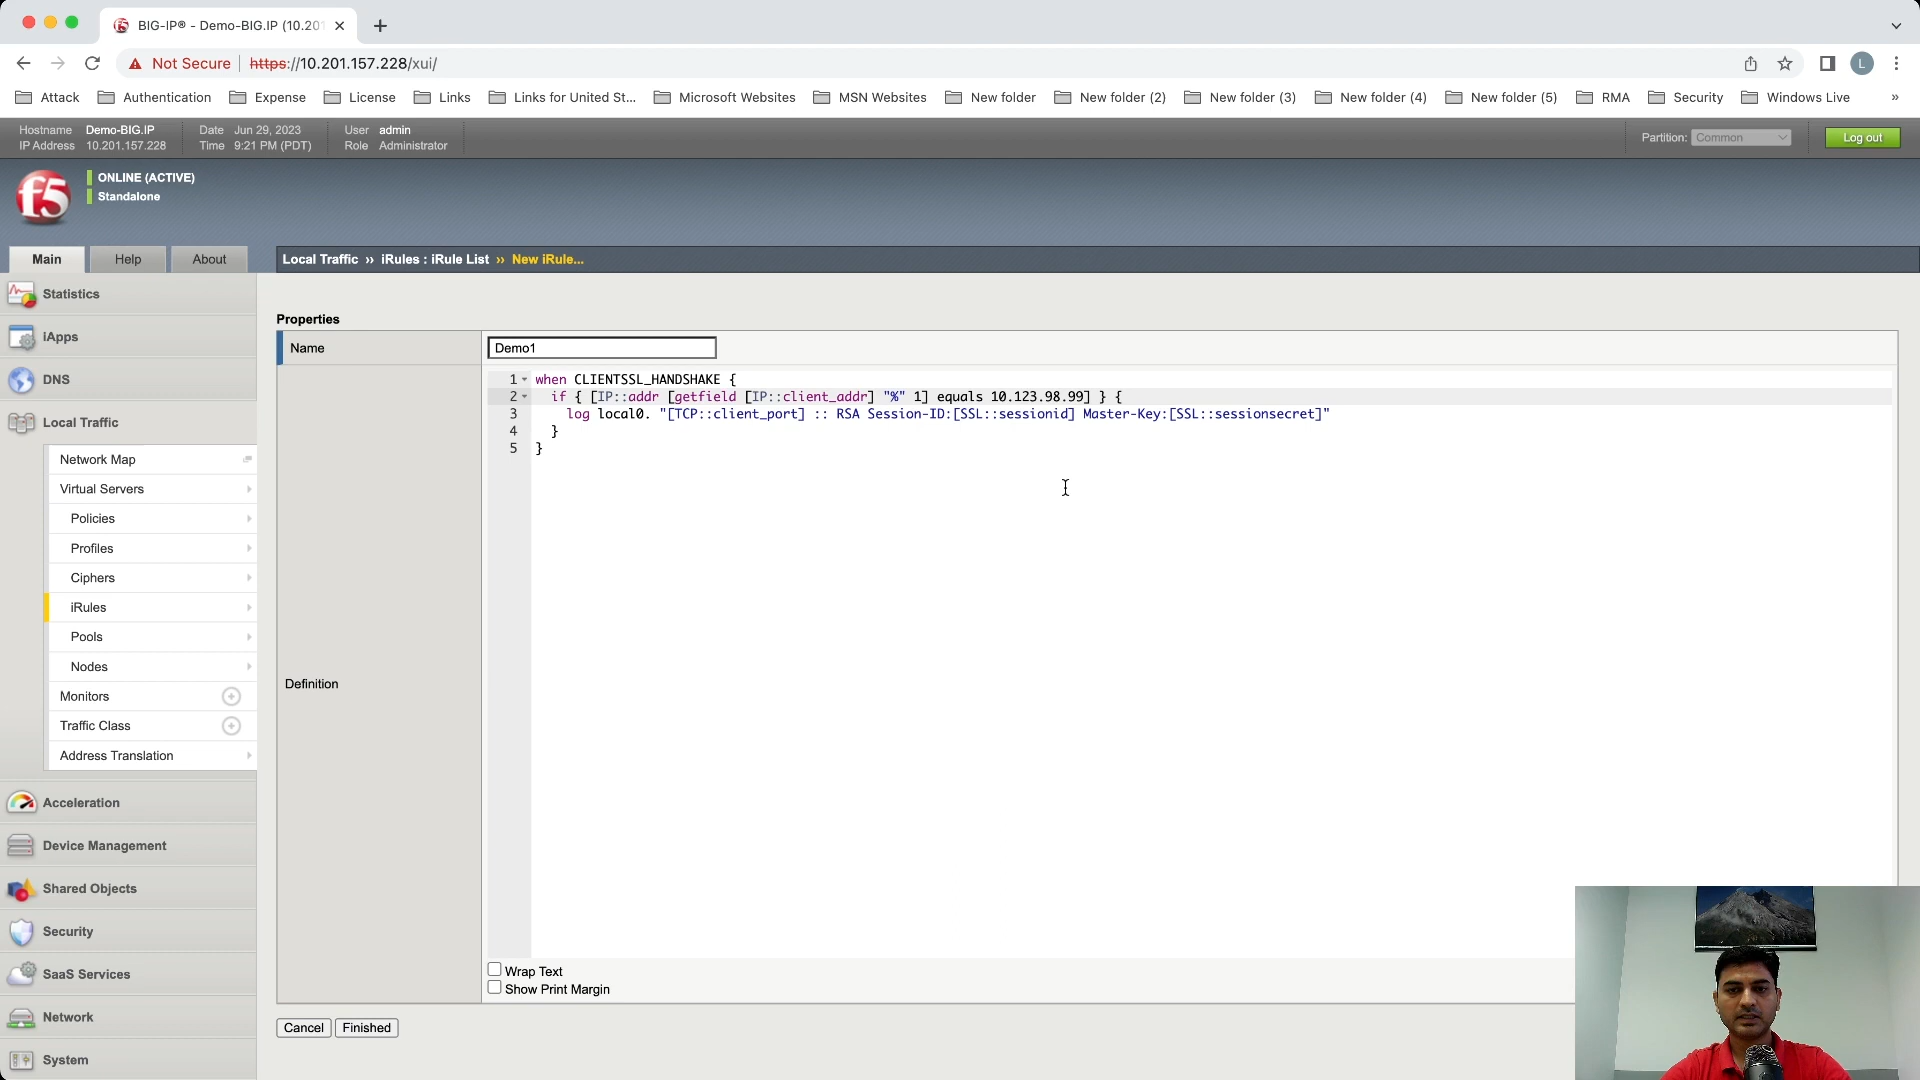 BIG-IP® - Demo-BIG.IP (10.201
Not Secure https://10.201.157.228/xui/
Attack Authentication Expense License Links Links for United St... Microsoft Websites MSN Websites New folder New folder (2) New folder (3) New folder (4) New folder (5) RMA Security Windows Live »
Hostname Demo-BIG.IP Date Jun 29, 2023 User admin
IP Address 10.201.157.228 Time 9:21 PM (PDT) Role Administrator
Partition: Common Log out
L
f5
ONLINE (ACTIVE)
Standalone
Main Help About
Local Traffic ›› iRules : iRule List ›› New iRule...
Statistics
iApps
DNS
Local Traffic
Network Map
Virtual Servers
Policies
Profiles
Ciphers
iRules
Pools
Nodes
Monitors
Traffic Class
Address Translation
Acceleration
Device Management
Shared Objects
Security
SaaS Services
Network
System
Properties
Name Demo1
Definition
1 when CLIENTSSL_HANDSHAKE {
2 if { [IP::addr [getfield [IP::client_addr] "%" 1] equals 10.123.98.99] } {
3 log local0. "[TCP::client_port] :: RSA Session-ID:[SSL::sessionid] Master-Key:[SSL::sessionsecret]"
4 }
5 }
Wrap Text
Show Print Margin
Cancel Finished